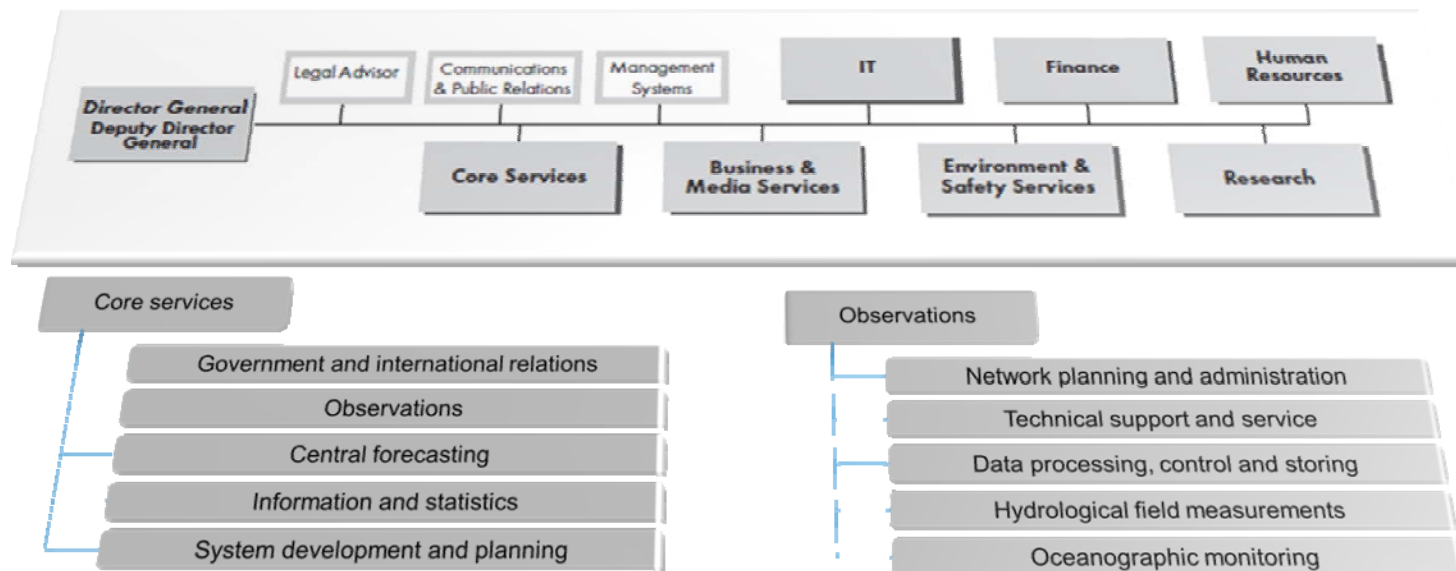 Legal Advisor
Communications
& Public Relations
Management
Systems
IT
Finance
Human
Resources
Director General
Deputy Director
General
Core Services
Business &
Media Services
Environment &
Safety Services
Research
Core services
Government and international relations
Observations
Central forecasting
Information and statistics
System development and planning
Observations
Network planning and administration
Technical support and service
Data processing, control and storing
Hydrological field measurements
Oceanographic monitoring